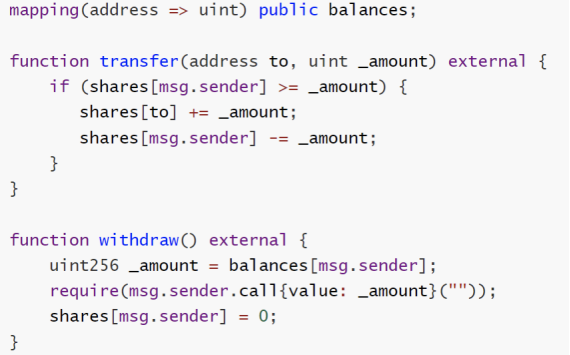 mapping(address => uint) public balances;
function transfer(address to, uint _amount) external {
if (shares[msg.sender] >= _amount) {
shares[to] += _amount;
shares[msg.sender] -= _amount;
}
}
function withdraw() external {
uint256 _amount = balances[msg.sender];
require(msg.sender.call{value: _amount}(""));
shares[msg.sender] = 0;
}